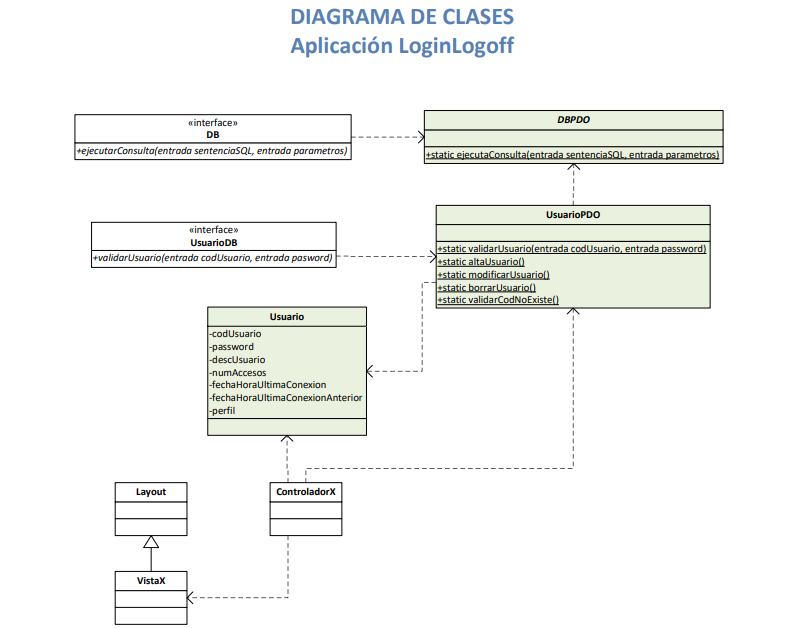 DIAGRAMA DE CLASES
Aplicación LoginLogoff
«interface»
DB
+ejecutarConsulta(entrada sentenciaSQL, entrada parametros)
DBPDO
+static ejecutaConsulta(entrada sentenciaSQL, entrada parametros)
«interface»
UsuarioDB
+validarUsuario(entrada codUsuario, entrada pasword)
UsuarioPDO
+static validarUsuario(entrada codUsuario, entrada password)
+static altaUsuario()
+static modificarUsuario()
+static borrarUsuario()
+static validarCodNoExiste()
Usuario
-codUsuario
-password
-descUsuario
-numAccesos
-fechaHoraUltimaConexion
-fechaHoraUltimaConexionAnterior
-perfil
Layout
ControladorX
VistaX